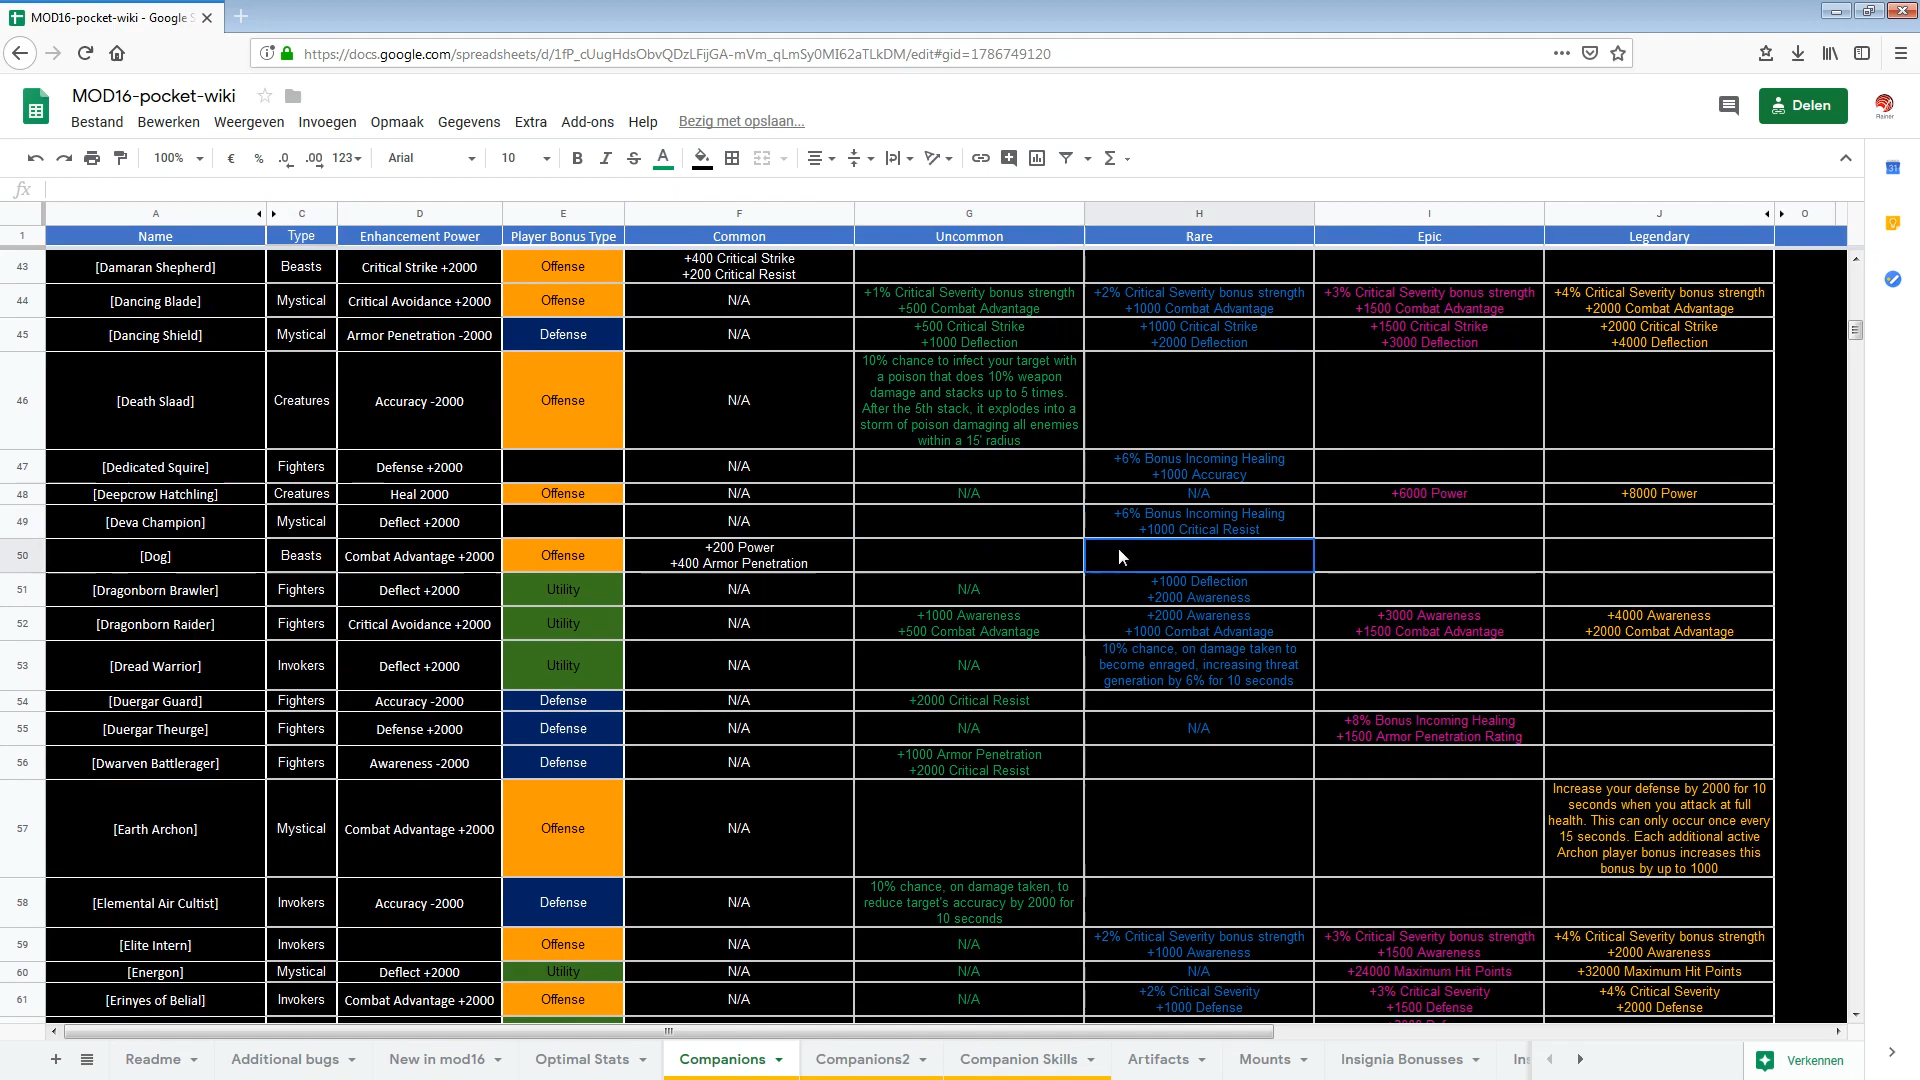 MOD16-pocket-wiki - Google S
https://docs.google.com/spreadsheets/d/1fP_cUugHdsObvQDzLFijGA-mVm_qLmSy0MI62aTLkDM/edit#gid=1786749120
MOD16-pocket-wiki
Delen
Rainer
Bestand Bewerken Weergeven Invoegen Opmaak Gegevens Extra Add-ons Help Bezig met opslaan...
100% € % .0 .00 123 Arial 10 B I S A Σ
31
fx
A C D E F G H I J O
1 Name Type Enhancement Power Player Bonus Type Common Uncommon Rare Epic Legendary
43 [Damaran Shepherd] Beasts Critical Strike +2000 Offense +400 Critical Strike
+200 Critical Resist
44 [Dancing Blade] Mystical Critical Avoidance +2000 Offense N/A +1% Critical Severity bonus strength +2% Critical Severity bonus strength +3% Critical Severity bonus strength +4% Critical Severity bonus strength
+500 Combat Advantage +1000 Combat Advantage +1500 Combat Advantage +2000 Combat Advantage
45 [Dancing Shield] Mystical Armor Penetration -2000 Defense N/A +500 Critical Strike +1000 Critical Strike +1500 Critical Strike +2000 Critical Strike
+1000 Deflection +2000 Deflection +3000 Deflection +4000 Deflection
46 [Death Slaad] Creatures Accuracy -2000 Offense N/A 10% chance to infect your target with
a poison that does 10% weapon
damage and stacks up to 5 times.
After the 5th stack, it explodes into a
storm of poison damaging all enemies
within a 15' radius
47 [Dedicated Squire] Fighters Defense +2000 N/A +6% Bonus Incoming Healing
+1000 Accuracy
48 [Deepcrow Hatchling] Creatures Heal 2000 Offense N/A N/A N/A +6000 Power +8000 Power
49 [Deva Champion] Mystical Deflect +2000 N/A +6% Bonus Incoming Healing
+1000 Critical Resist
50 [Dog] Beasts Combat Advantage +2000 Offense +200 Power
+400 Armor Penetration
51 [Dragonborn Brawler] Fighters Deflect +2000 Utility N/A N/A +1000 Deflection
+2000 Awareness
52 [Dragonborn Raider] Fighters Critical Avoidance +2000 Utility N/A +1000 Awareness +2000 Awareness +3000 Awareness +4000 Awareness
+500 Combat Advantage +1000 Combat Advantage +1500 Combat Advantage +2000 Combat Advantage
53 [Dread Warrior] Invokers Deflect +2000 Utility N/A N/A 10% chance, on damage taken to
become enraged, increasing threat
generation by 6% for 10 seconds
54 [Duergar Guard] Fighters Accuracy -2000 Defense N/A +2000 Critical Resist
55 [Duergar Theurge] Fighters Defense +2000 Defense N/A N/A N/A +8% Bonus Incoming Healing
+1500 Armor Penetration Rating
56 [Dwarven Battlerager] Fighters Awareness -2000 Defense N/A +1000 Armor Penetration
+2000 Critical Resist
57 [Earth Archon] Mystical Combat Advantage +2000 Offense N/A Increase your defense by 2000 for 10
seconds when you attack at full
health. This can only occur once every
15 seconds. Each additional active
Archon player bonus increases this
bonus by up to 1000
58 [Elemental Air Cultist] Invokers Accuracy -2000 Defense N/A 10% chance, on damage taken, to
reduce target's accuracy by 2000 for
10 seconds
59 [Elite Intern] Invokers Offense N/A N/A +2% Critical Severity bonus strength +3% Critical Severity bonus strength +4% Critical Severity bonus strength
+1000 Awareness +1500 Awareness +2000 Awareness
60 [Energon] Mystical Deflect +2000 Utility N/A N/A N/A +24000 Maximum Hit Points +32000 Maximum Hit Points
61 [Erinyes of Belial] Invokers Combat Advantage +2000 Offense N/A N/A +2% Critical Severity +3% Critical Severity +4% Critical Severity
+1000 Defense +1500 Defense +2000 Defense
Readme Additional bugs New in mod16 Optimal Stats Companions Companions2 Companion Skills Artifacts Mounts Insignia Bonusses Verkennen